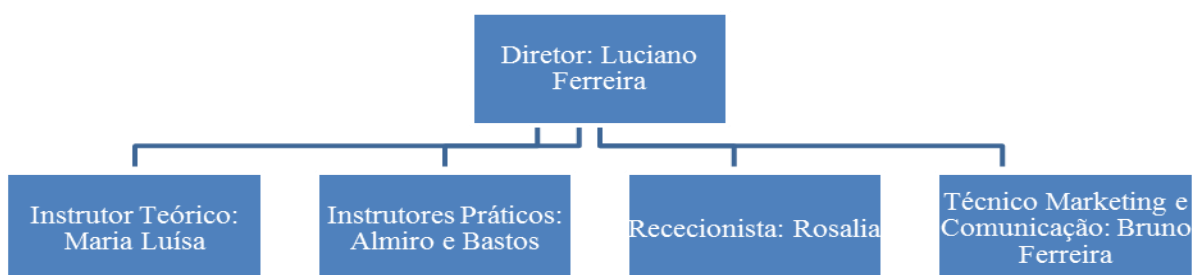 Diretor: Luciano
Ferreira
Instrutor Teórico:
Maria Luísa
Instrutores Práticos:
Almiro e Bastos
Rececionista: Rosalia
Técnico Marketing e
Comunicação: Bruno
Ferreira